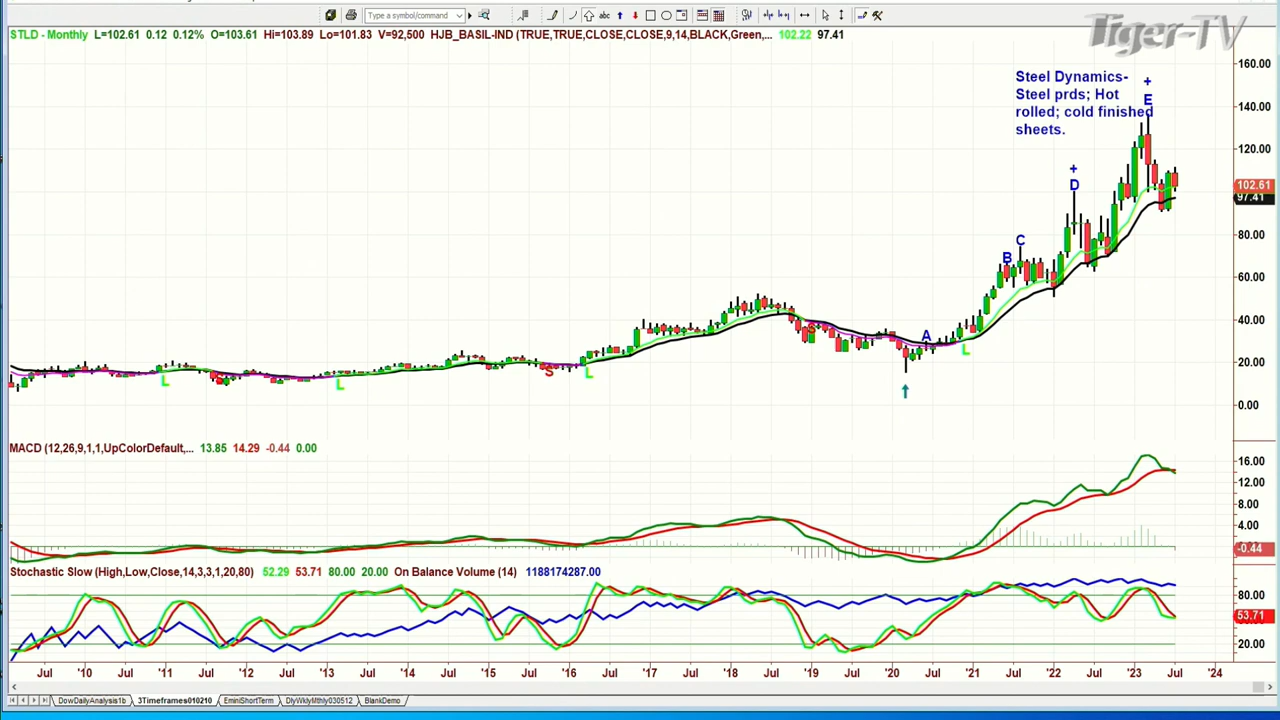 Type a symbol/command
abc
Tiger-TV
STLD - Monthly L=102.61 0.12 0.12% O=103.61 Hi=103.89 Lo=101.83 V=92,500 HJB_BASIL-IND (TRUE,TRUE,CLOSE,CLOSE,9,14,BLACK,Green,... 102.22 97.41
160.00
Steel Dynamics-
Steel prds; Hot
rolled; cold finished
sheets.
+
E
140.00
120.00
+
D
102.61
97.41
C
B
80.00
60.00
40.00
S
A
L
20.00
L
S
L
S
L
0.00
MACD (12,26,9,1,1,UpColorDefault,... 13.85 14.29 -0.44 0.00
16.00
12.00
8.00
4.00
-0.44
Stochastic Slow (High,Low,Close,14,3,3,1,20,80) 52.29 53.71 80.00 20.00 On Balance Volume (14) 1188174287.00
80.00
53.71
20.00
Jul '10 Jul '11 Jul '12 Jul '13 Jul '14 Jul '15 Jul '16 Jul '17 Jul '18 Jul '19 Jul '20 Jul '21 Jul '22 Jul '23 Jul '24
DowDailyAnalysis1b 3Timeframes010210 EminiShortTerm DlyWklyMthly030512 BlankDemo